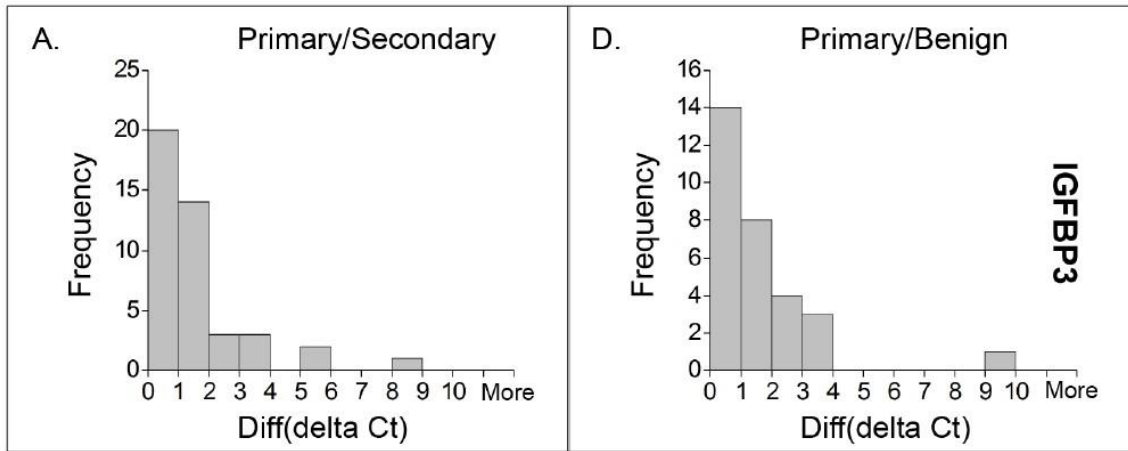 A.
Primary/Secondary
25
20
15
10
5
0
Frequency
0 1 2 3 4 5 6 7 8 9 10 More
Diff(delta Ct)
D.
Primary/Benign
16
14
12
10
8
6
4
2
0
Frequency
0 1 2 3 4 5 6 7 8 9 10 More
Diff(delta Ct)
IGFBP3